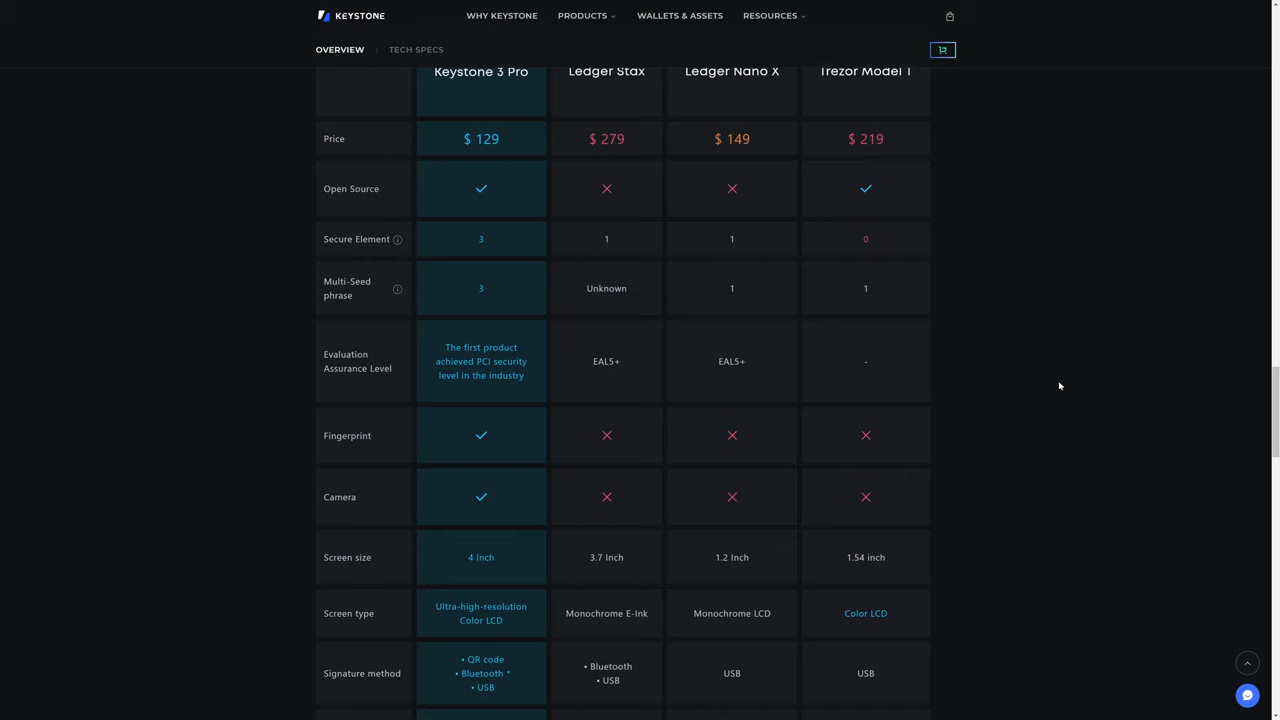 KEYSTONE
WHY KEYSTONE
PRODUCTS
WALLETS & ASSETS
RESOURCES
OVERVIEW
TECH SPECS
Keystone 3 Pro
Ledger Stax
Ledger Nano X
Trezor Model T
Price
$ 129
$ 279
$ 149
$ 219
Open Source
Secure Element
3
1
1
0
Multi-Seed
phrase
3
Unknown
1
1
Evaluation
Assurance Level
The first product
achieved PCI security
level in the industry
EAL5+
EAL5+
-
Fingerprint
Camera
Screen size
4 Inch
3.7 Inch
1.2 Inch
1.54 inch
Screen type
Ultra-high-resolution
Color LCD
Monochrome E-Ink
Monochrome LCD
Color LCD
Signature method
• QR code
• Bluetooth *
• USB
• Bluetooth
• USB
USB
USB